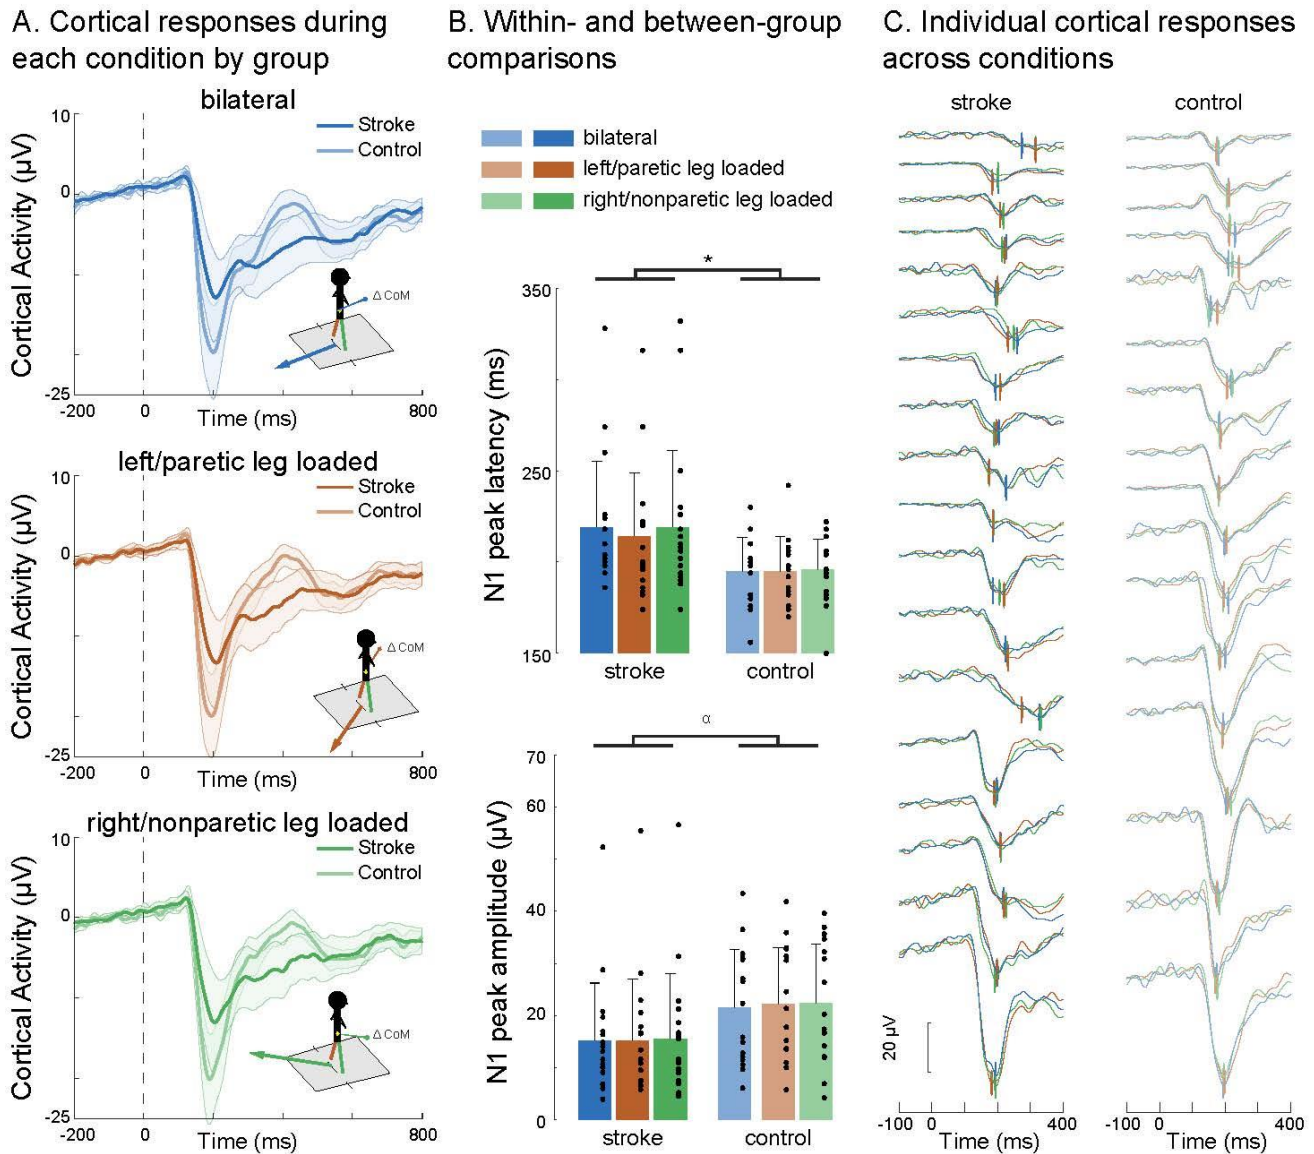 A. Cortical responses during
each condition by group
bilateral
10
0
-25
Cortical Activity (µV)
Stroke
Control
Δ CoM
-200
0
800
Time (ms)
left/paretic leg loaded
10
0
-25
Cortical Activity (µV)
Stroke
Control
Δ CoM
-200
0
800
Time (ms)
right/nonparetic leg loaded
10
0
-25
Cortical Activity (µV)
Stroke
Control
Δ CoM
-200
0
800
Time (ms)
B. Within- and between-group
comparisons
bilateral
left/paretic leg loaded
right/nonparetic leg loaded
*
350
250
150
N1 peak latency (ms)
stroke
control
α
70
60
40
20
0
N1 peak amplitude (µV)
stroke
control
C. Individual cortical responses
across conditions
stroke
control
20 µV
-100
0
400
Time (ms)
-100
0
400
Time (ms)